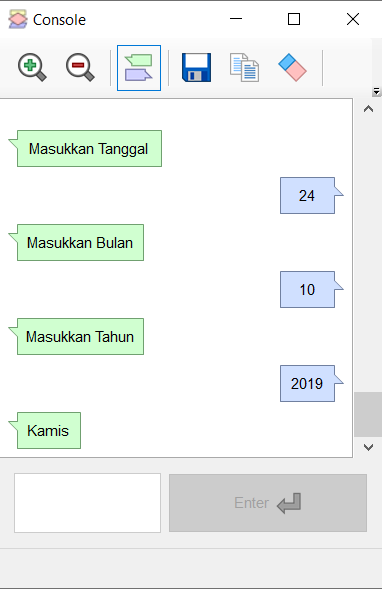 Console
Masukkan Tanggal
24
Masukkan Bulan
10
Masukkan Tahun
2019
Kamis
Enter